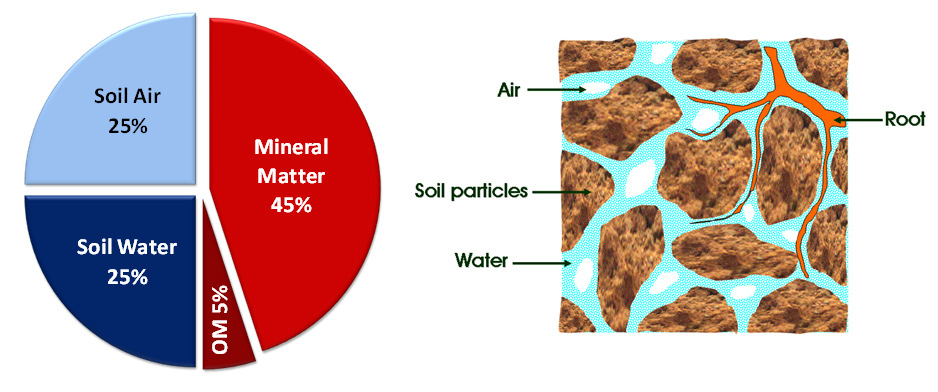 Soil Air
25%
Mineral
Matter
45%
Soil Water
25%
OM 5%
Air
Root
Soil particles
Water